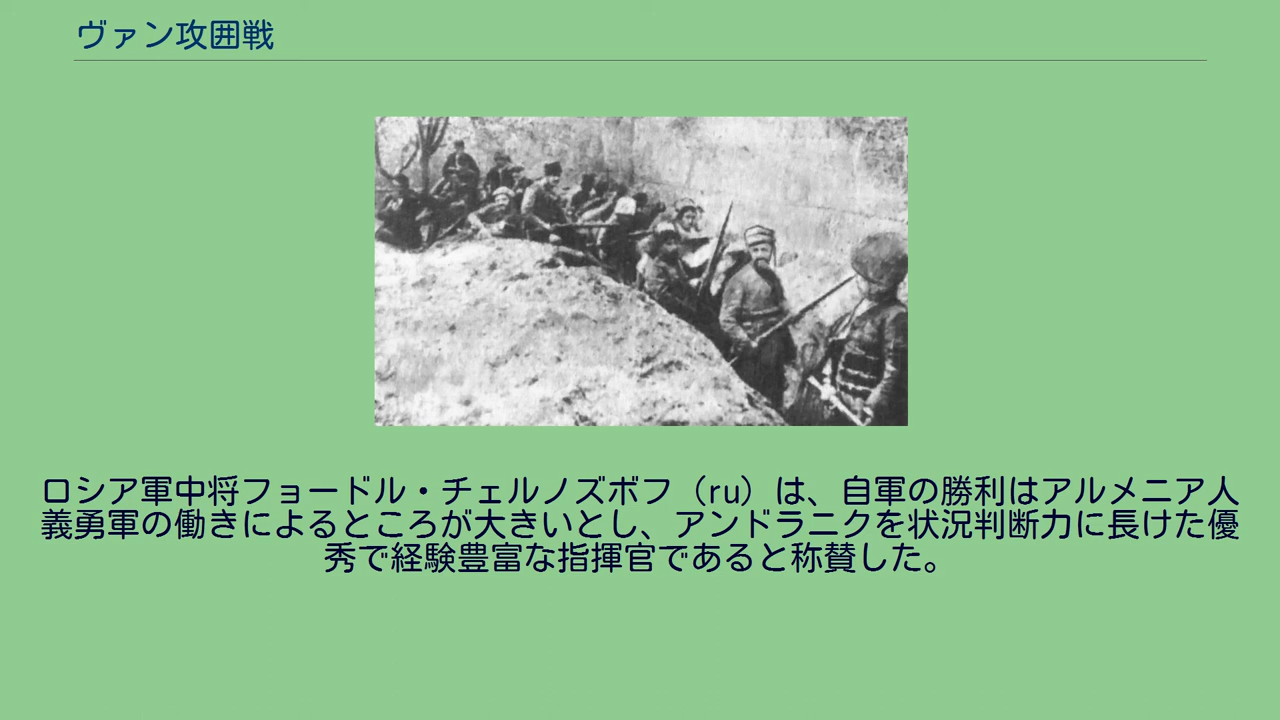 ヴァン攻囲戦
ロシア軍中将フョードル・チェルノズボフ（ru）は、自軍の勝利はアルメニア人
義勇軍の働きによるところが大きいとし、アンドラニクを状況判断力に長けた優
秀で経験豊富な指揮官であると称賛した。